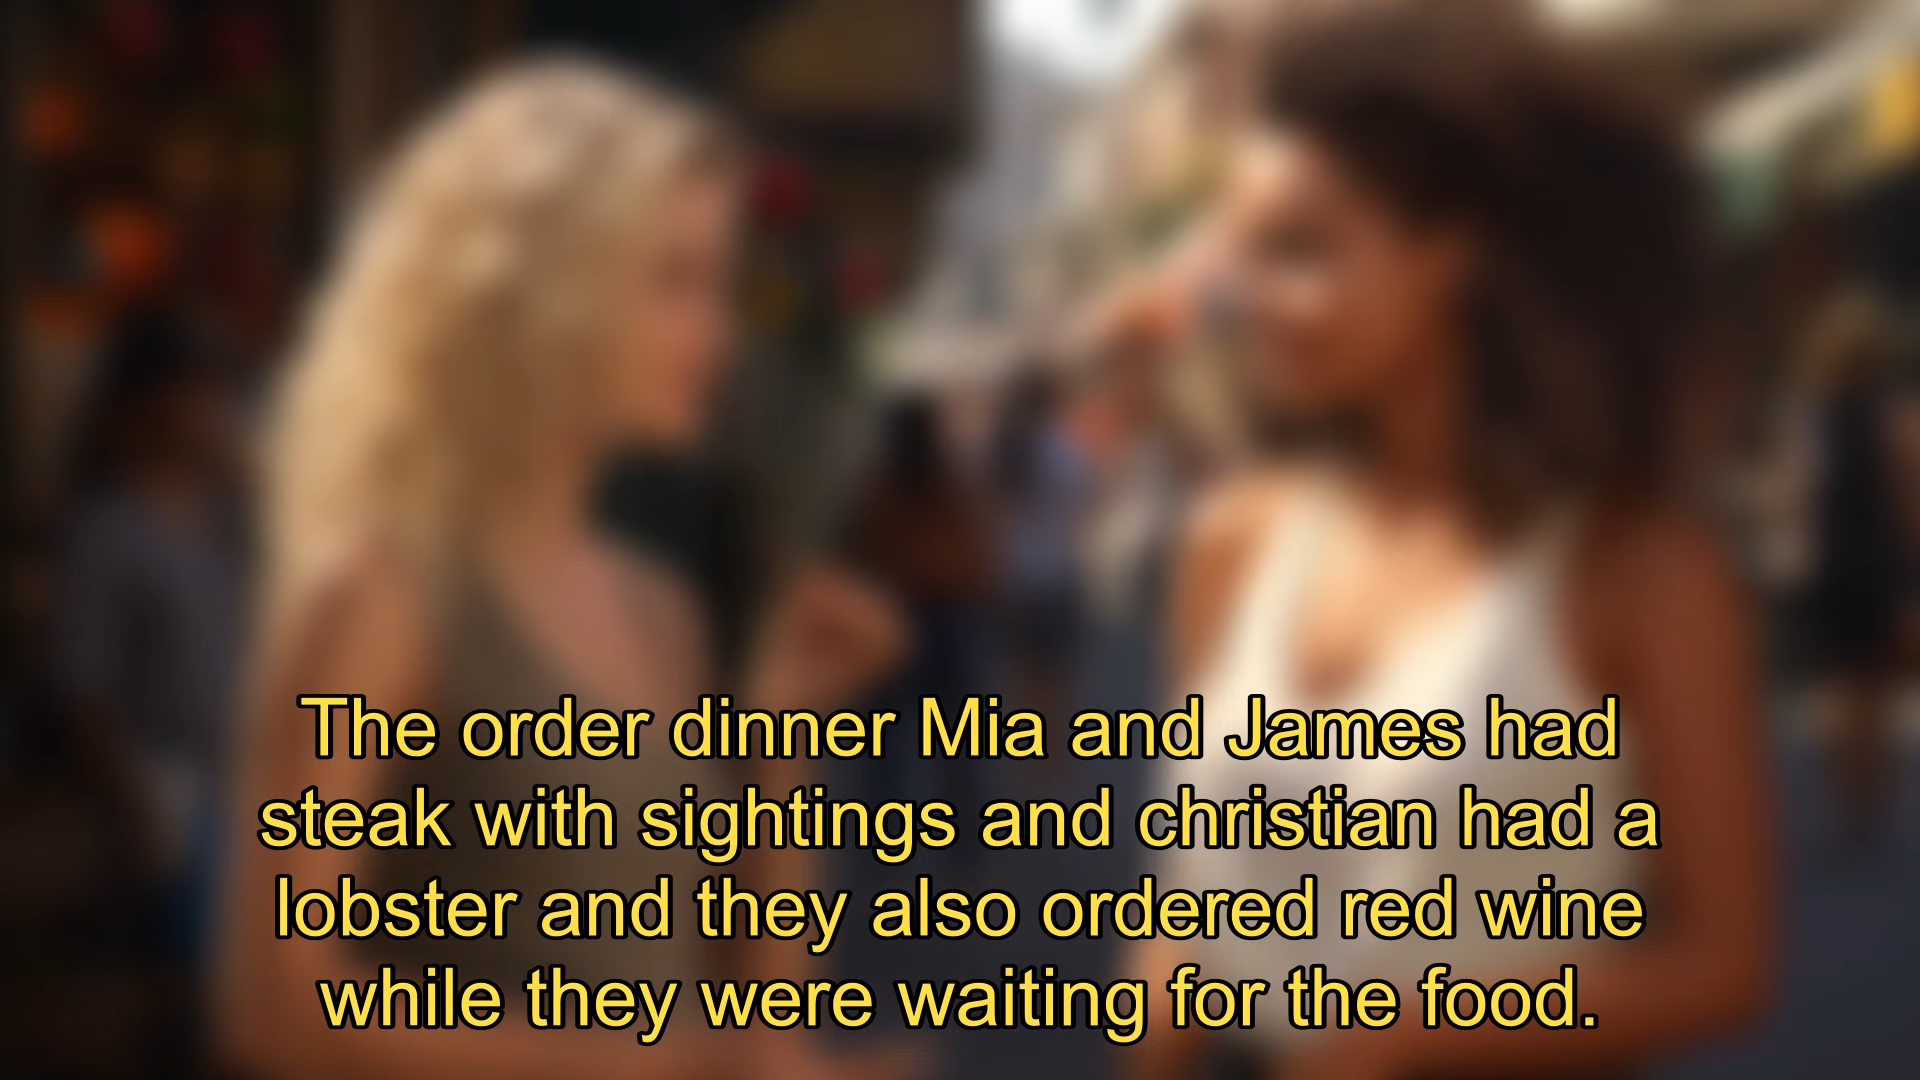 The order dinner Mia and James had
steak with sightings and christian had a
lobster and they also ordered red wine
while they were waiting for the food.